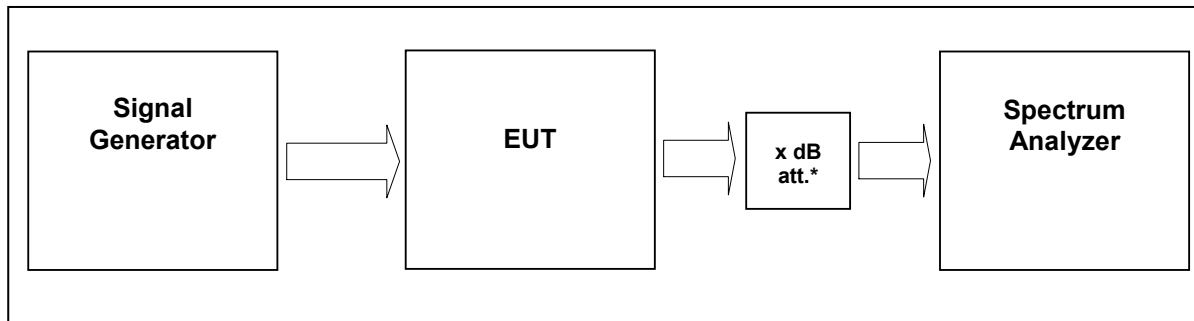 Signal
Generator
EUT
x dB
att.*
Spectrum
Analyzer